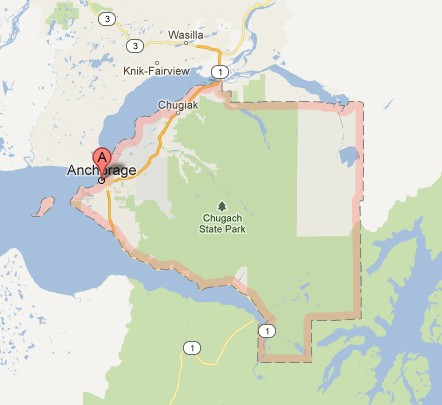 3
Wasilla
3
Knik-Fairview
1
Chugiak
A
Anchorage
Chugach
State Park
1
1